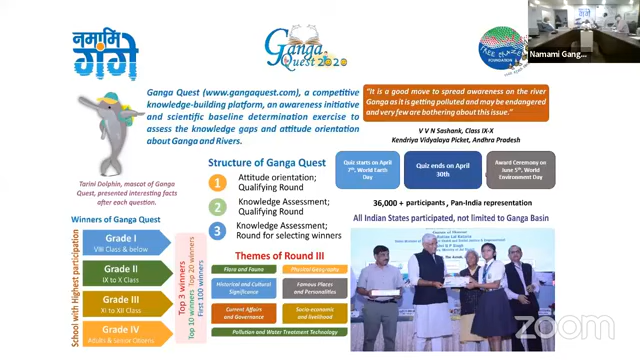 नमामि
गंगे
Ganga
Quest 2020
TREE CRAZE
FOUNDATION
Namami Gang...
Ganga Quest (www.gangaquest.com), a competitive
knowledge-building platform, an awareness initiative
and scientific baseline determination exercise to
assess the knowledge gaps and attitude orientation
about Ganga and Rivers.
"It is a good move to spread awareness on the river
Ganga as it is getting polluted and may be endangered
and very few are bothering about this issue."
V V N Sashank, Class IX-X
Kendriya Vidyalaya Picket, Andhra Pradesh
Tarini Dolphin, mascot of Ganga
Quest, presented interesting facts
after each question.
Structure of Ganga Quest
1 Attitude orientation;
Qualifying Round
2 Knowledge Assessment;
Qualifying Round
3 Knowledge Assessment;
Round for selecting winners
Quiz starts on April
Day
Quiz ends on April
30th
Award Ceremony on
June 5th, World
Environment Day
36,000+ participants, Pan-India representation
All Indian States participated, not limited to Ganga Basin
Winners of Ganga Quest
School with Highest participation
Grade I
VIII Class & below
Grade II
IX to X Class
Grade III
XI to XII Class
Grade IV
Adults & Senior Citizens
Top 3 winners
Top 10 winners Top 20 winners
First 100 winners
Themes of Round III
Flora and Fauna
Physical Geography
Historical and Cultural
Significance
Famous Places
and Personalities
Current Affairs
and Governance
Socio-economic
and livelihood
Pollution and Water Treatment Technology
zoom